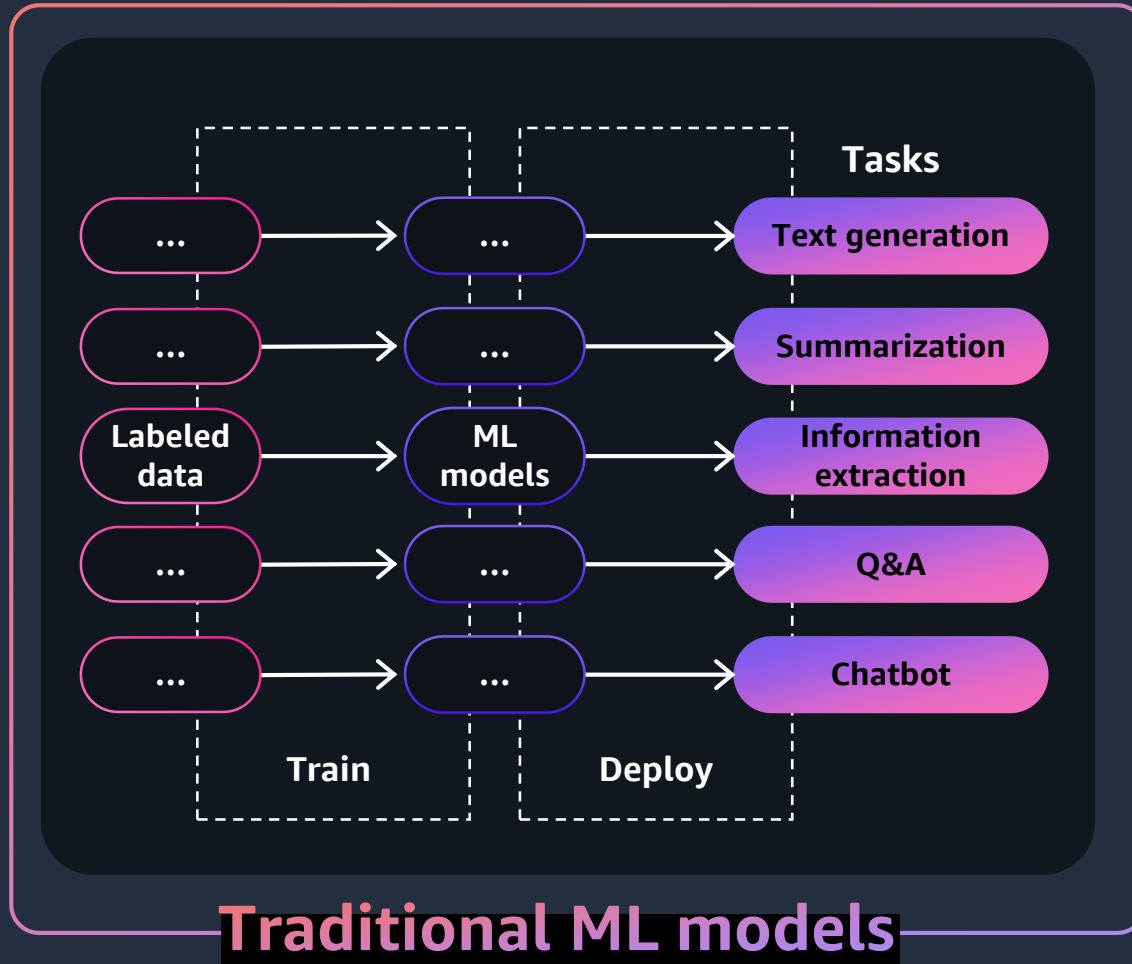 Tasks
... ... Text generation
... ... Summarization
Labeled
data
ML
models
Information
extraction
... ... Q&A
... ... Chatbot
Train
Deploy
Traditional ML models